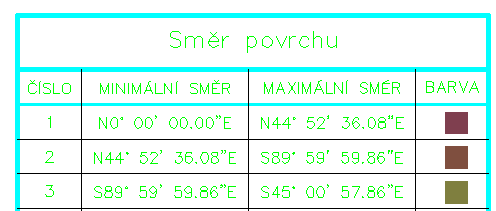 Směr povrchu
ČÍSLO MINIMÁLNÍ SMĚR MAXIMÁLNÍ SMĚR BARVA
1 N0° 00' 00.00"E N44° 52' 36.08"E
2 N44° 52' 36.08"E S89° 59' 59.86"E
3 S89° 59' 59.86"E S45° 00' 57.86"E